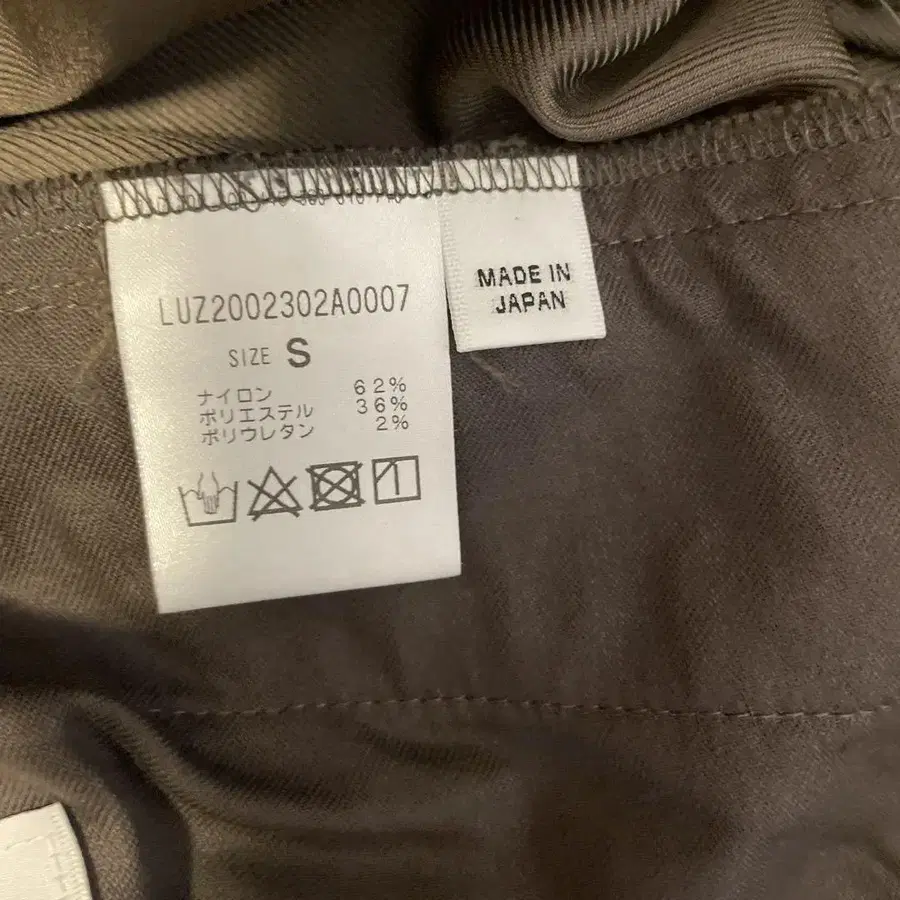 LUZ2002302A0007
SIZE S
ナイロン 62%
ポリエステル 36%
ポリウレタン 2%
MADE IN
JAPAN